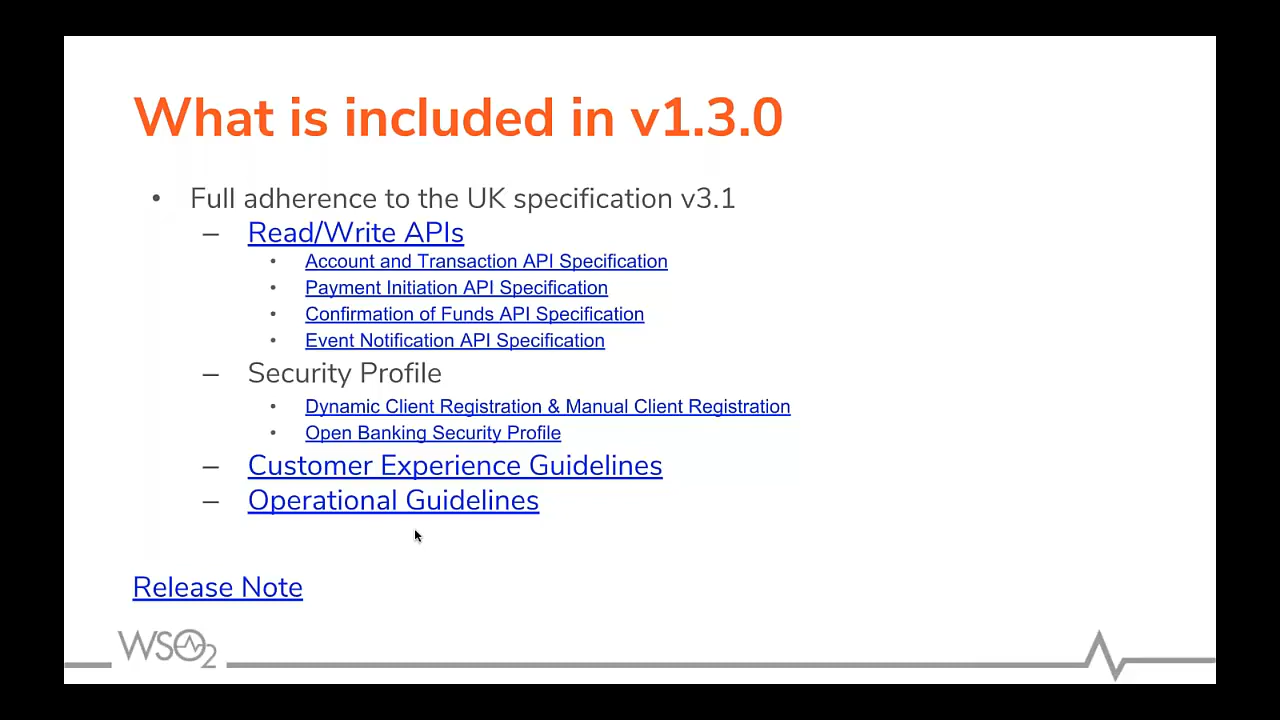 What is included in v1.3.0
• Full adherence to the UK specification v3.1
– Read/Write APIs
• Account and Transaction API Specification
• Payment Initiation API Specification
• Confirmation of Funds API Specification
• Event Notification API Specification
– Security Profile
• Dynamic Client Registration & Manual Client Registration
• Open Banking Security Profile
– Customer Experience Guidelines
– Operational Guidelines
Release Note
WSO2